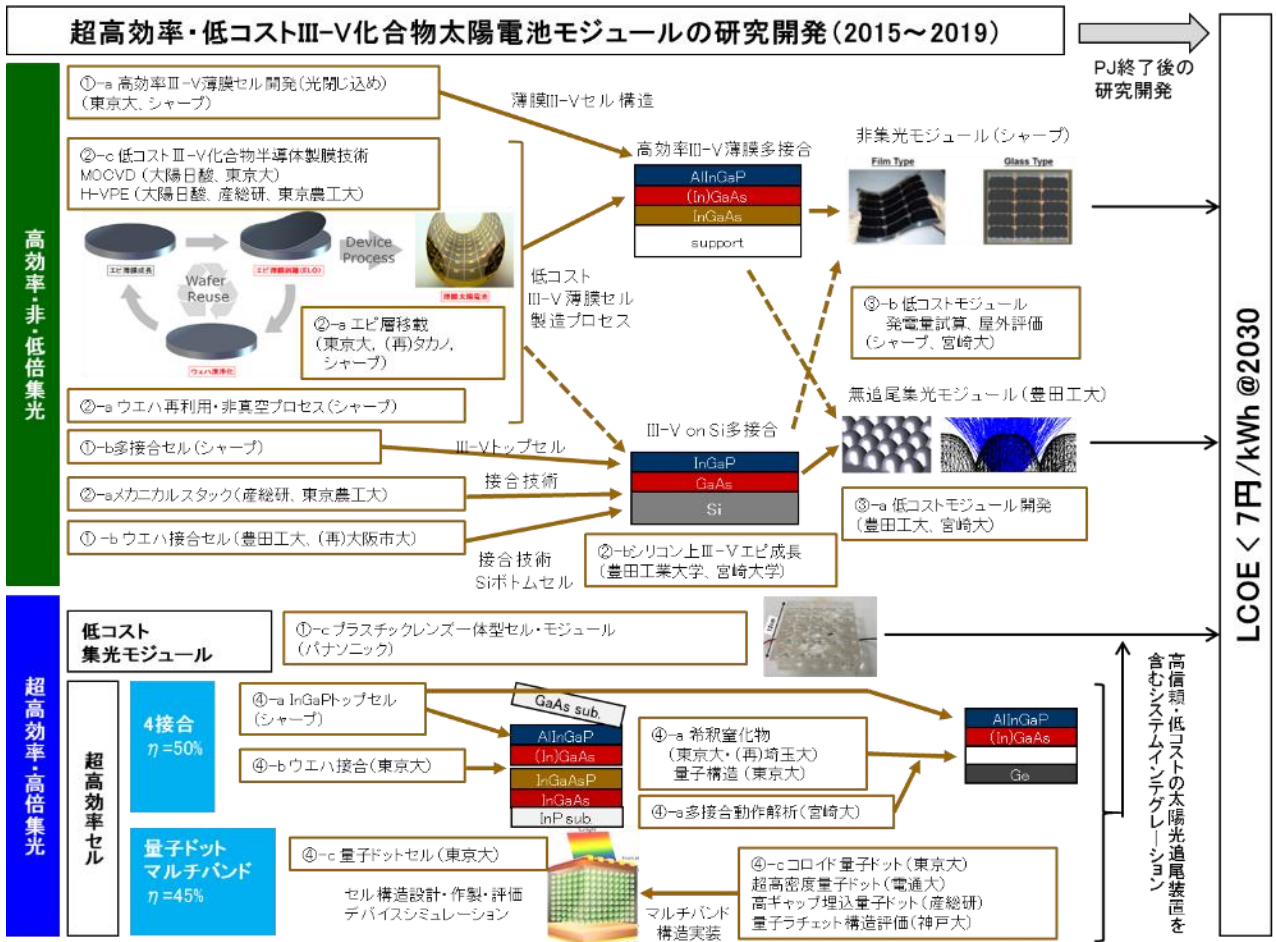 超高効率・低コストIII-V化合物太陽電池モジュールの研究開発(2015～2019)
PJ終了後の
研究開発
LCOE < 7円/kWh @2030
高効率・非・低倍集光
①-a 高効率III-V薄膜セル開発(光閉じ込め)
(東京大、シャープ)
薄膜III-Vセル構造
②-c 低コストIII-V化合物半導体製膜技術
MOCVD (大陽日酸、東京大)
H-VPE (大陽日酸、産総研、東京農工大)
エピ薄膜成長
エピ薄膜剥離(ELO)
Device
Process
薄膜太陽電池
Wafer
Reuse
ウェハ清浄化
②-a エピ層移載
(東京大, (再)タカノ,
シャープ)
②-a ウエハ再利用・非真空プロセス(シャープ)
低コスト
III-V薄膜セル
製造プロセス
高効率III-V薄膜多接合
AlInGaP
(In)GaAs
InGaAs
support
非集光モジュール(シャープ)
Film Type
Glass Type
③-b 低コストモジュール
発電量試算、屋外評価
(シャープ、宮崎大)
無追尾集光モジュール(豊田工大)
③-a 低コストモジュール開発
(豊田工大、宮崎大)
①-b多接合セル(シャープ)
III-Vトップセル
②-aメカニカルスタック(産総研、東京農工大)
接合技術
①-bウエハ接合セル(豊田工大、(再)大阪市大)
接合技術
Siボトムセル
III-V on Si多接合
InGaP
GaAs
Si
②-bシリコン上III-Vエピ成長
(豊田工業大学、宮崎大学)
超高効率・高倍集光
低コスト
集光モジュール
①-cプラスチックレンズ一体型セル・モジュール
(パナソニック)
10cm
超高効率セル
4接合
η=50%
④-a InGaPトップセル
(シャープ)
④-bウエハ接合(東京大)
GaAs sub.
AlInGaP
(In)GaAs
InGaAsP
InGaAs
InP sub.
④-a 希釈窒化物
(東京大・(再)埼玉大)
量子構造 (東京大)
④-a多接合動作解析(宮崎大)
AlInGaP
(In)GaAs
Ge
量子ドット
マルチバンド
η=45%
④-c 量子ドットセル(東京大)
セル構造設計・作製・評価
デバイスシミュレーション
マルチバンド
構造実装
④-cコロイド量子ドット(東京大)
超高密度量子ドット(電通大)
高ギャップ埋込量子ドット(産総研)
量子ラチェット構造評価(神戸大)
高信頼・低コストの太陽光追尾装置を
含むシステムインテグレーション